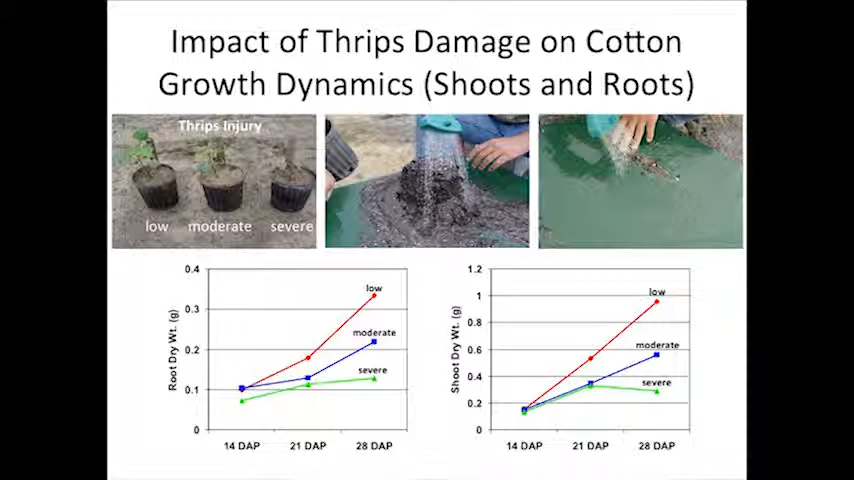 Impact of Thrips Damage on Cotton
Growth Dynamics (Shoots and Roots)
Thrips Injury
low moderate severe
0.4
0.3
0.2
0.1
0
Root Dry Wt. (g)
low
moderate
severe
14 DAP 21 DAP 28 DAP
1.2
1
0.8
0.6
0.4
0.2
0
Shoot Dry Wt. (g)
low
moderate
severe
14 DAP 21 DAP 28 DAP